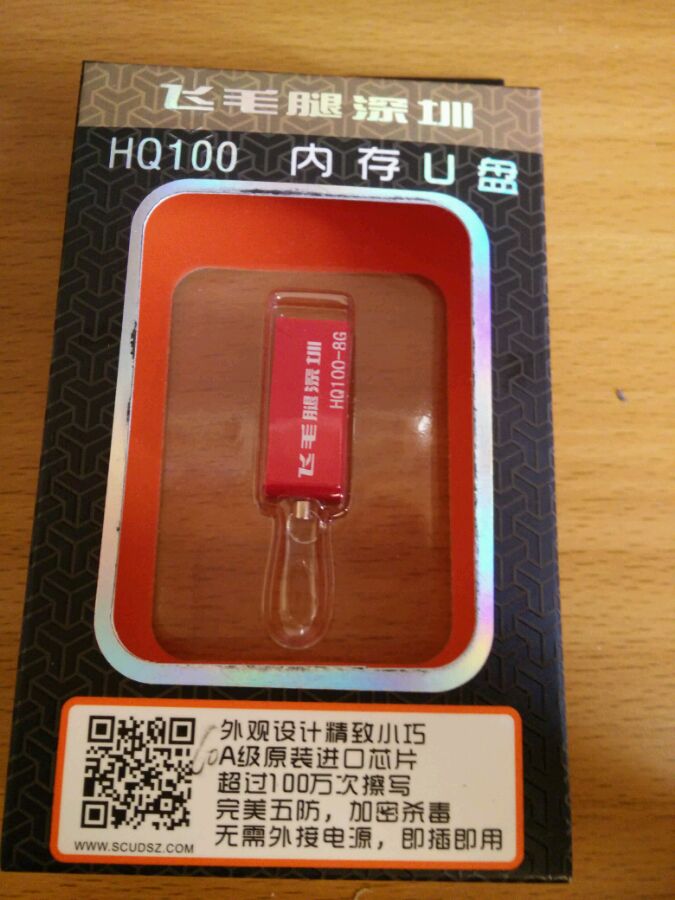 飞毛腿深圳
HQ100 内存U盘
飞毛腿深圳
HQ100-8G
外观设计精致小巧
A级原装进口芯片
超过100万次擦写
完美五防，加密杀毒
无需外接电源，即插即用
WWW.SCUDSZ.COM